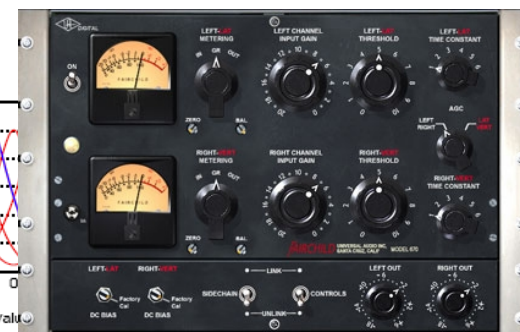 DIGITAL
LEFT-LAT
METERING
LEFT CHANNEL
INPUT GAIN
LEFT-LAT
THRESHOLD
LEFT-LAT
TIME CONSTANT
ON
IN GR OUT
ZERO BAL
FAIRCHILD
AGC
LEFT
RIGHT
LAT
VERT
RIGHT-VERT
METERING
RIGHT CHANNEL
INPUT GAIN
RIGHT-VERT
THRESHOLD
RIGHT-VERT
TIME CONSTANT
IN GR OUT
ZERO BAL
FAIRCHILD
FAIRCHILD UNIVERSAL AUDIO INC.
SANTA CRUZ, CALIF MODEL 670
LEFT-LAT RIGHT-VERT
Factory
Cal
Factory
Cal
DC BIAS DC BIAS
LINK
SIDECHAIN CONTROLS
UNLINK
LEFT OUT RIGHT OUT